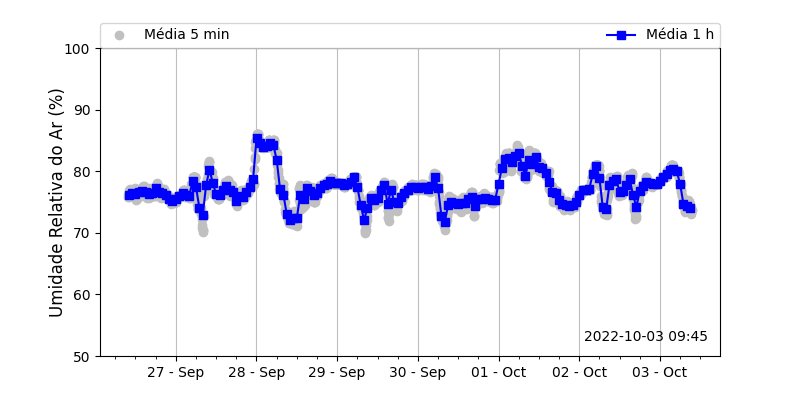 Média 5 min
Média 1 h
Umidade Relativa do Ar (%)
100
90
80
70
60
50
2022-10-03 09:45
27 - Sep
28 - Sep
29 - Sep
30 - Sep
01 - Oct
02 - Oct
03 - Oct